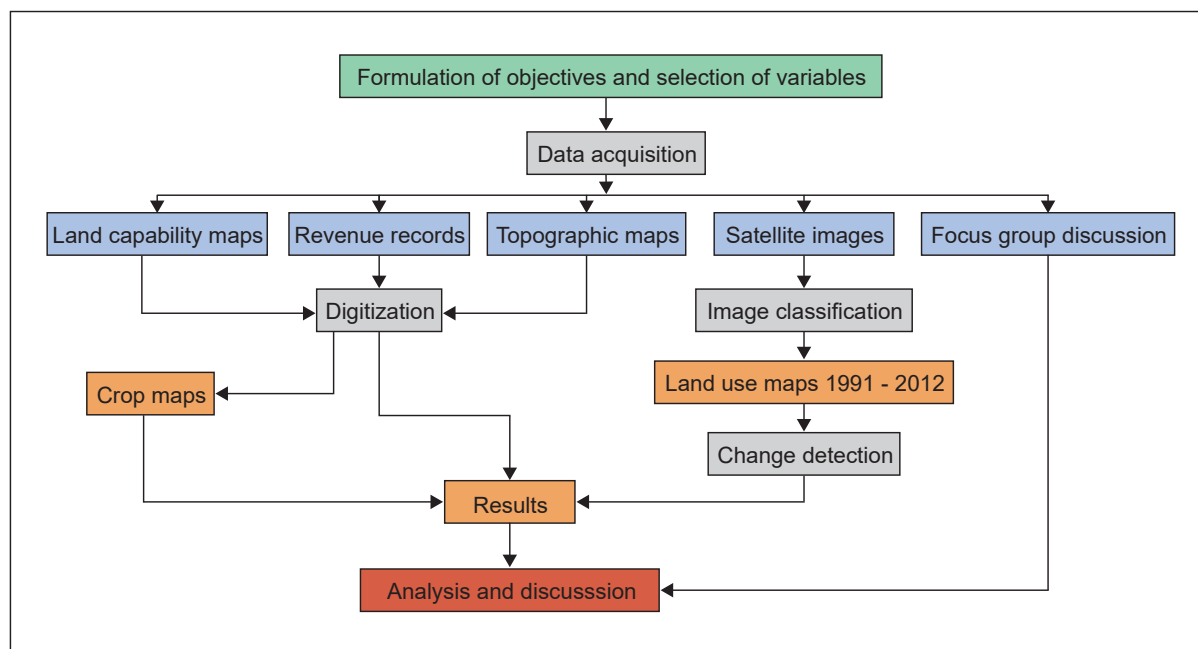 Formulation of objectives and selection of variables
Data acquisition
Land capability maps
Revenue records
Topographic maps
Satellite images
Focus group discussion
Digitization
Image classification
Crop maps
Land use maps 1991 - 2012
Change detection
Results
Analysis and discusssion